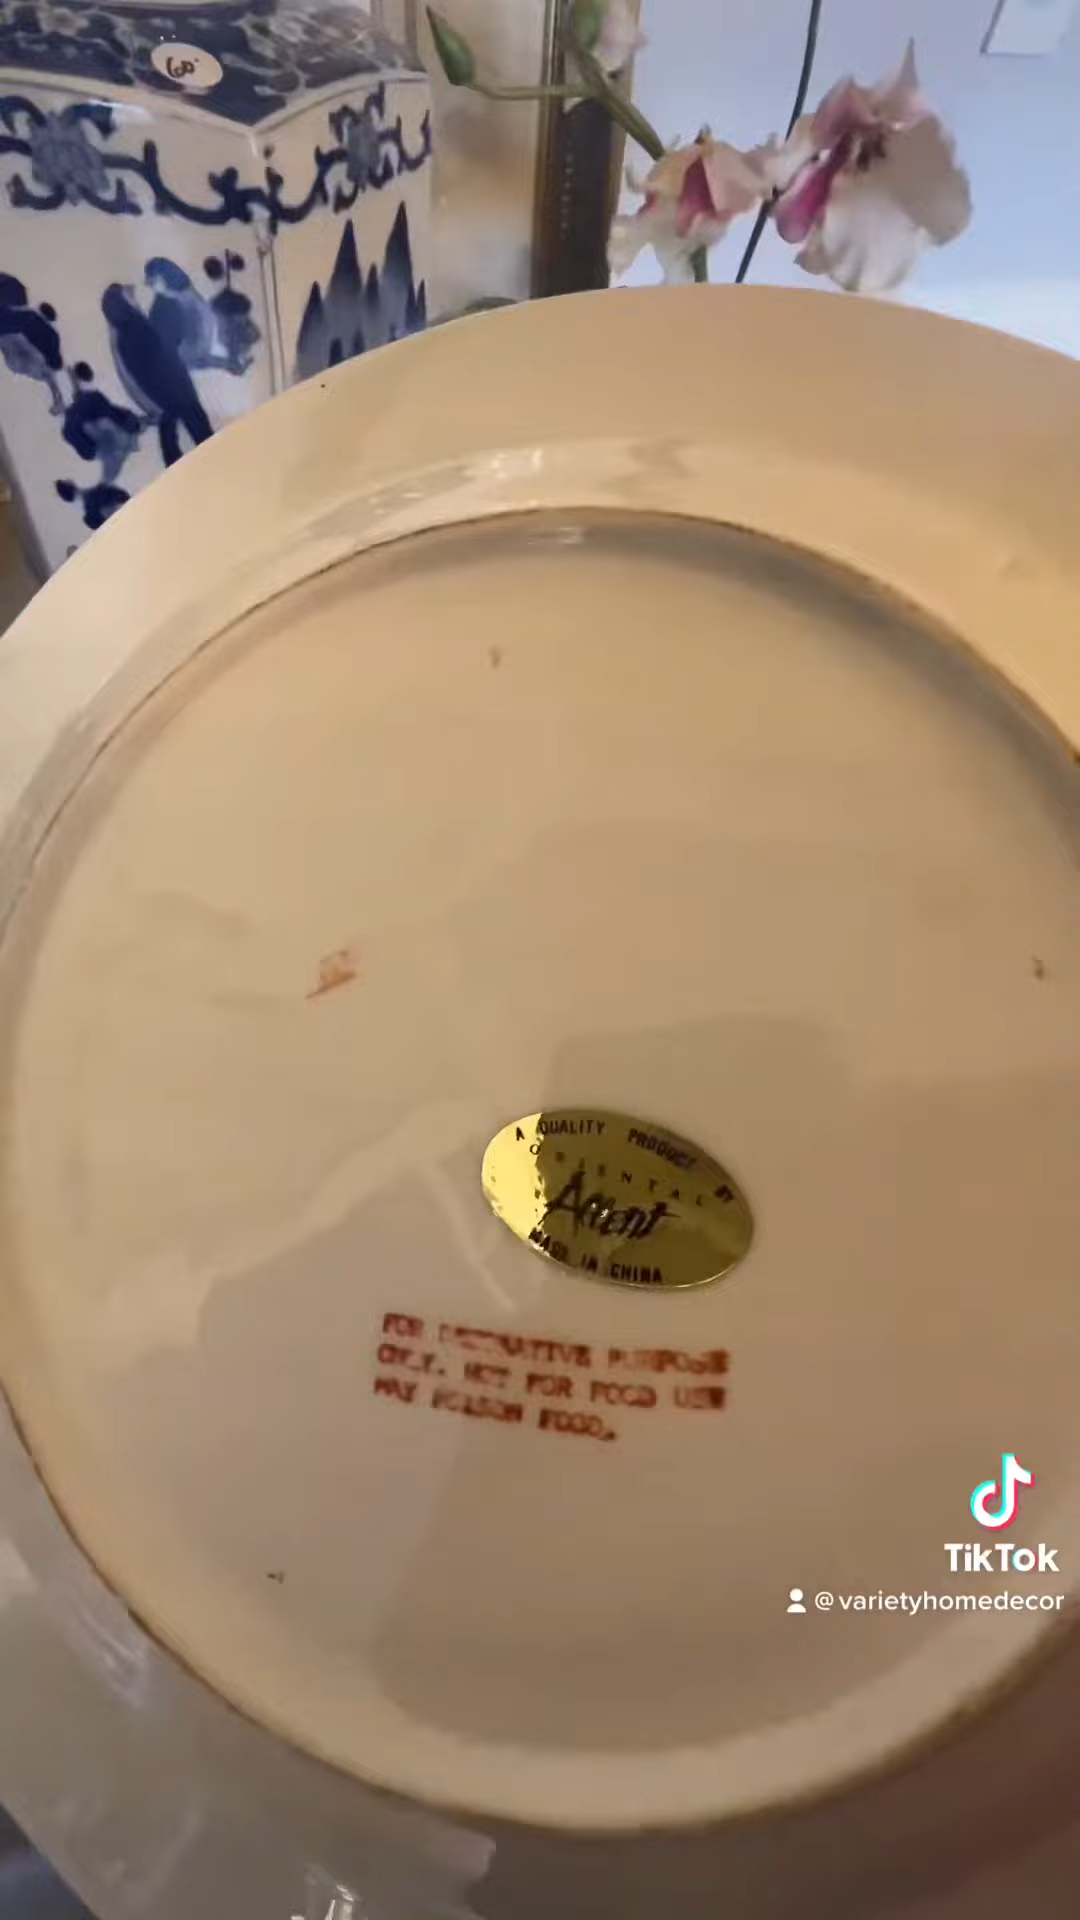 60
A QUALITY PRODUCT BY
ORIENTAL
Accent
MADE IN CHINA
FOR DECORATIVE PURPOSE
ONLY. NOT FOR FOOD USE
MAY POISON FOOD.
TikTok
@varietyhomedecor